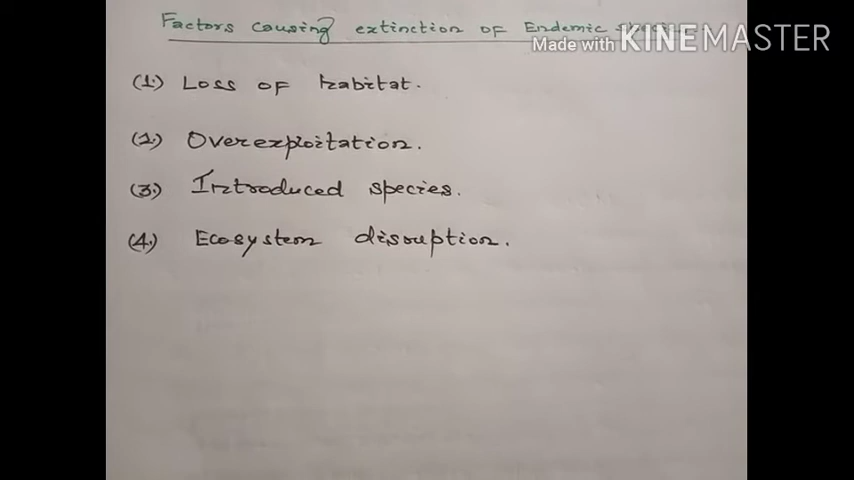 Factors causing extinction of Endemic species.
Made with KINEMASTER
(1.) Loss of habitat.
(2.) Overexploitation.
(3.) Introduced species.
(4.) Ecosystem disruption.